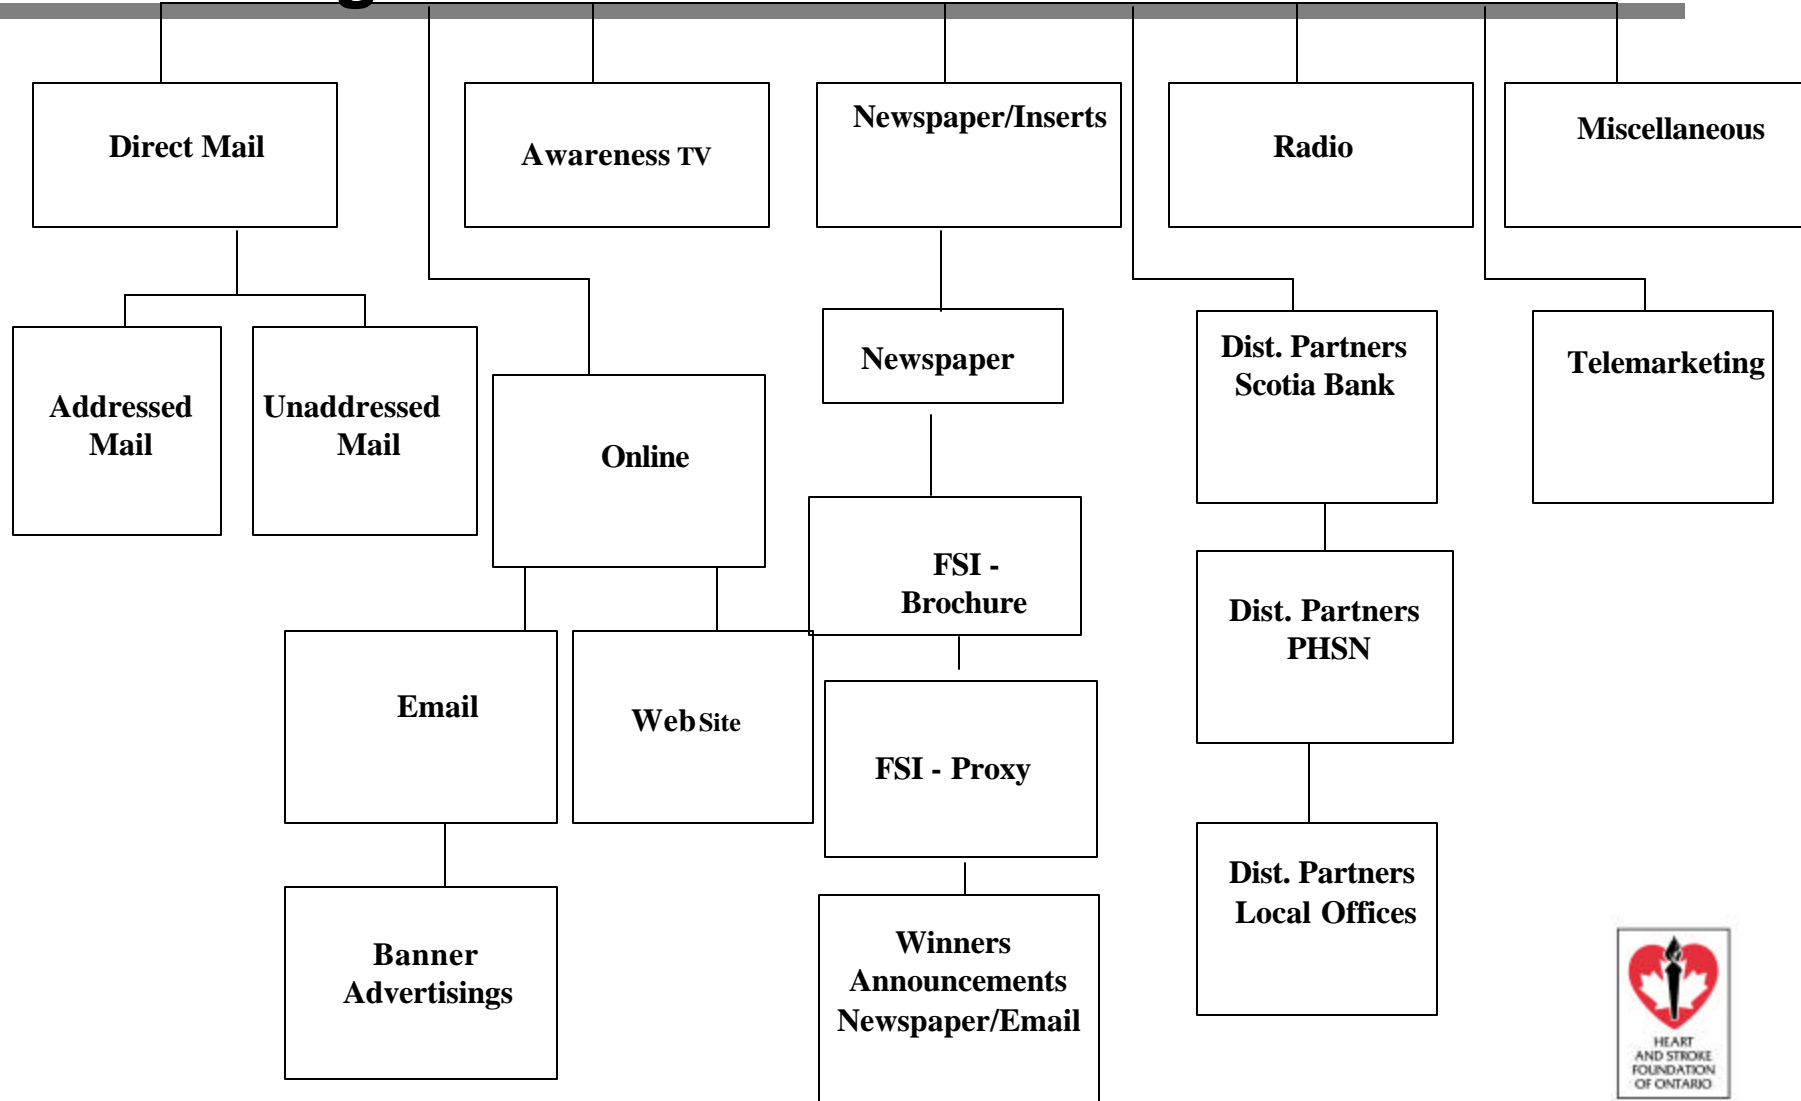 Direct Mail
Awareness TV
Newspaper/Inserts
Radio
Miscellaneous
Addressed
Mail
Unaddressed
Mail
Online
Newspaper
Dist. Partners
Scotia Bank
Telemarketing
FSI -
Brochure
Dist. Partners
PHSN
Email
Web Site
FSI - Proxy
Dist. Partners
Local Offices
Banner
Advertisings
Winners
Announcements
Newspaper/Email
HEART
AND STROKE
FOUNDATION
OF ONTARIO